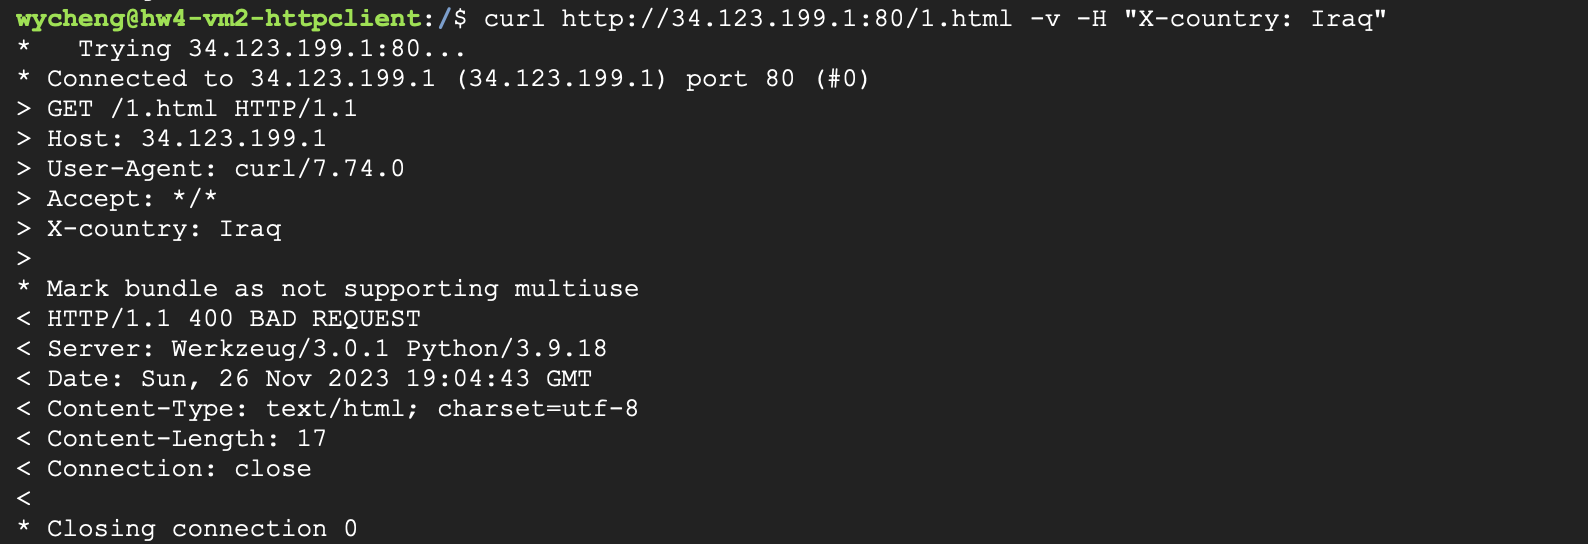 wycheng@hw4-vm2-httpclient:/$ curl http://34.123.199.1:80/1.html -v -H "X-country: Iraq"
*   Trying 34.123.199.1:80...
* Connected to 34.123.199.1 (34.123.199.1) port 80 (#0)
> GET /1.html HTTP/1.1
> Host: 34.123.199.1
> User-Agent: curl/7.74.0
> Accept: */*
> X-country: Iraq
>
* Mark bundle as not supporting multiuse
< HTTP/1.1 400 BAD REQUEST
< Server: Werkzeug/3.0.1 Python/3.9.18
< Date: Sun, 26 Nov 2023 19:04:43 GMT
< Content-Type: text/html; charset=utf-8
< Content-Length: 17
< Connection: close
<
* Closing connection 0